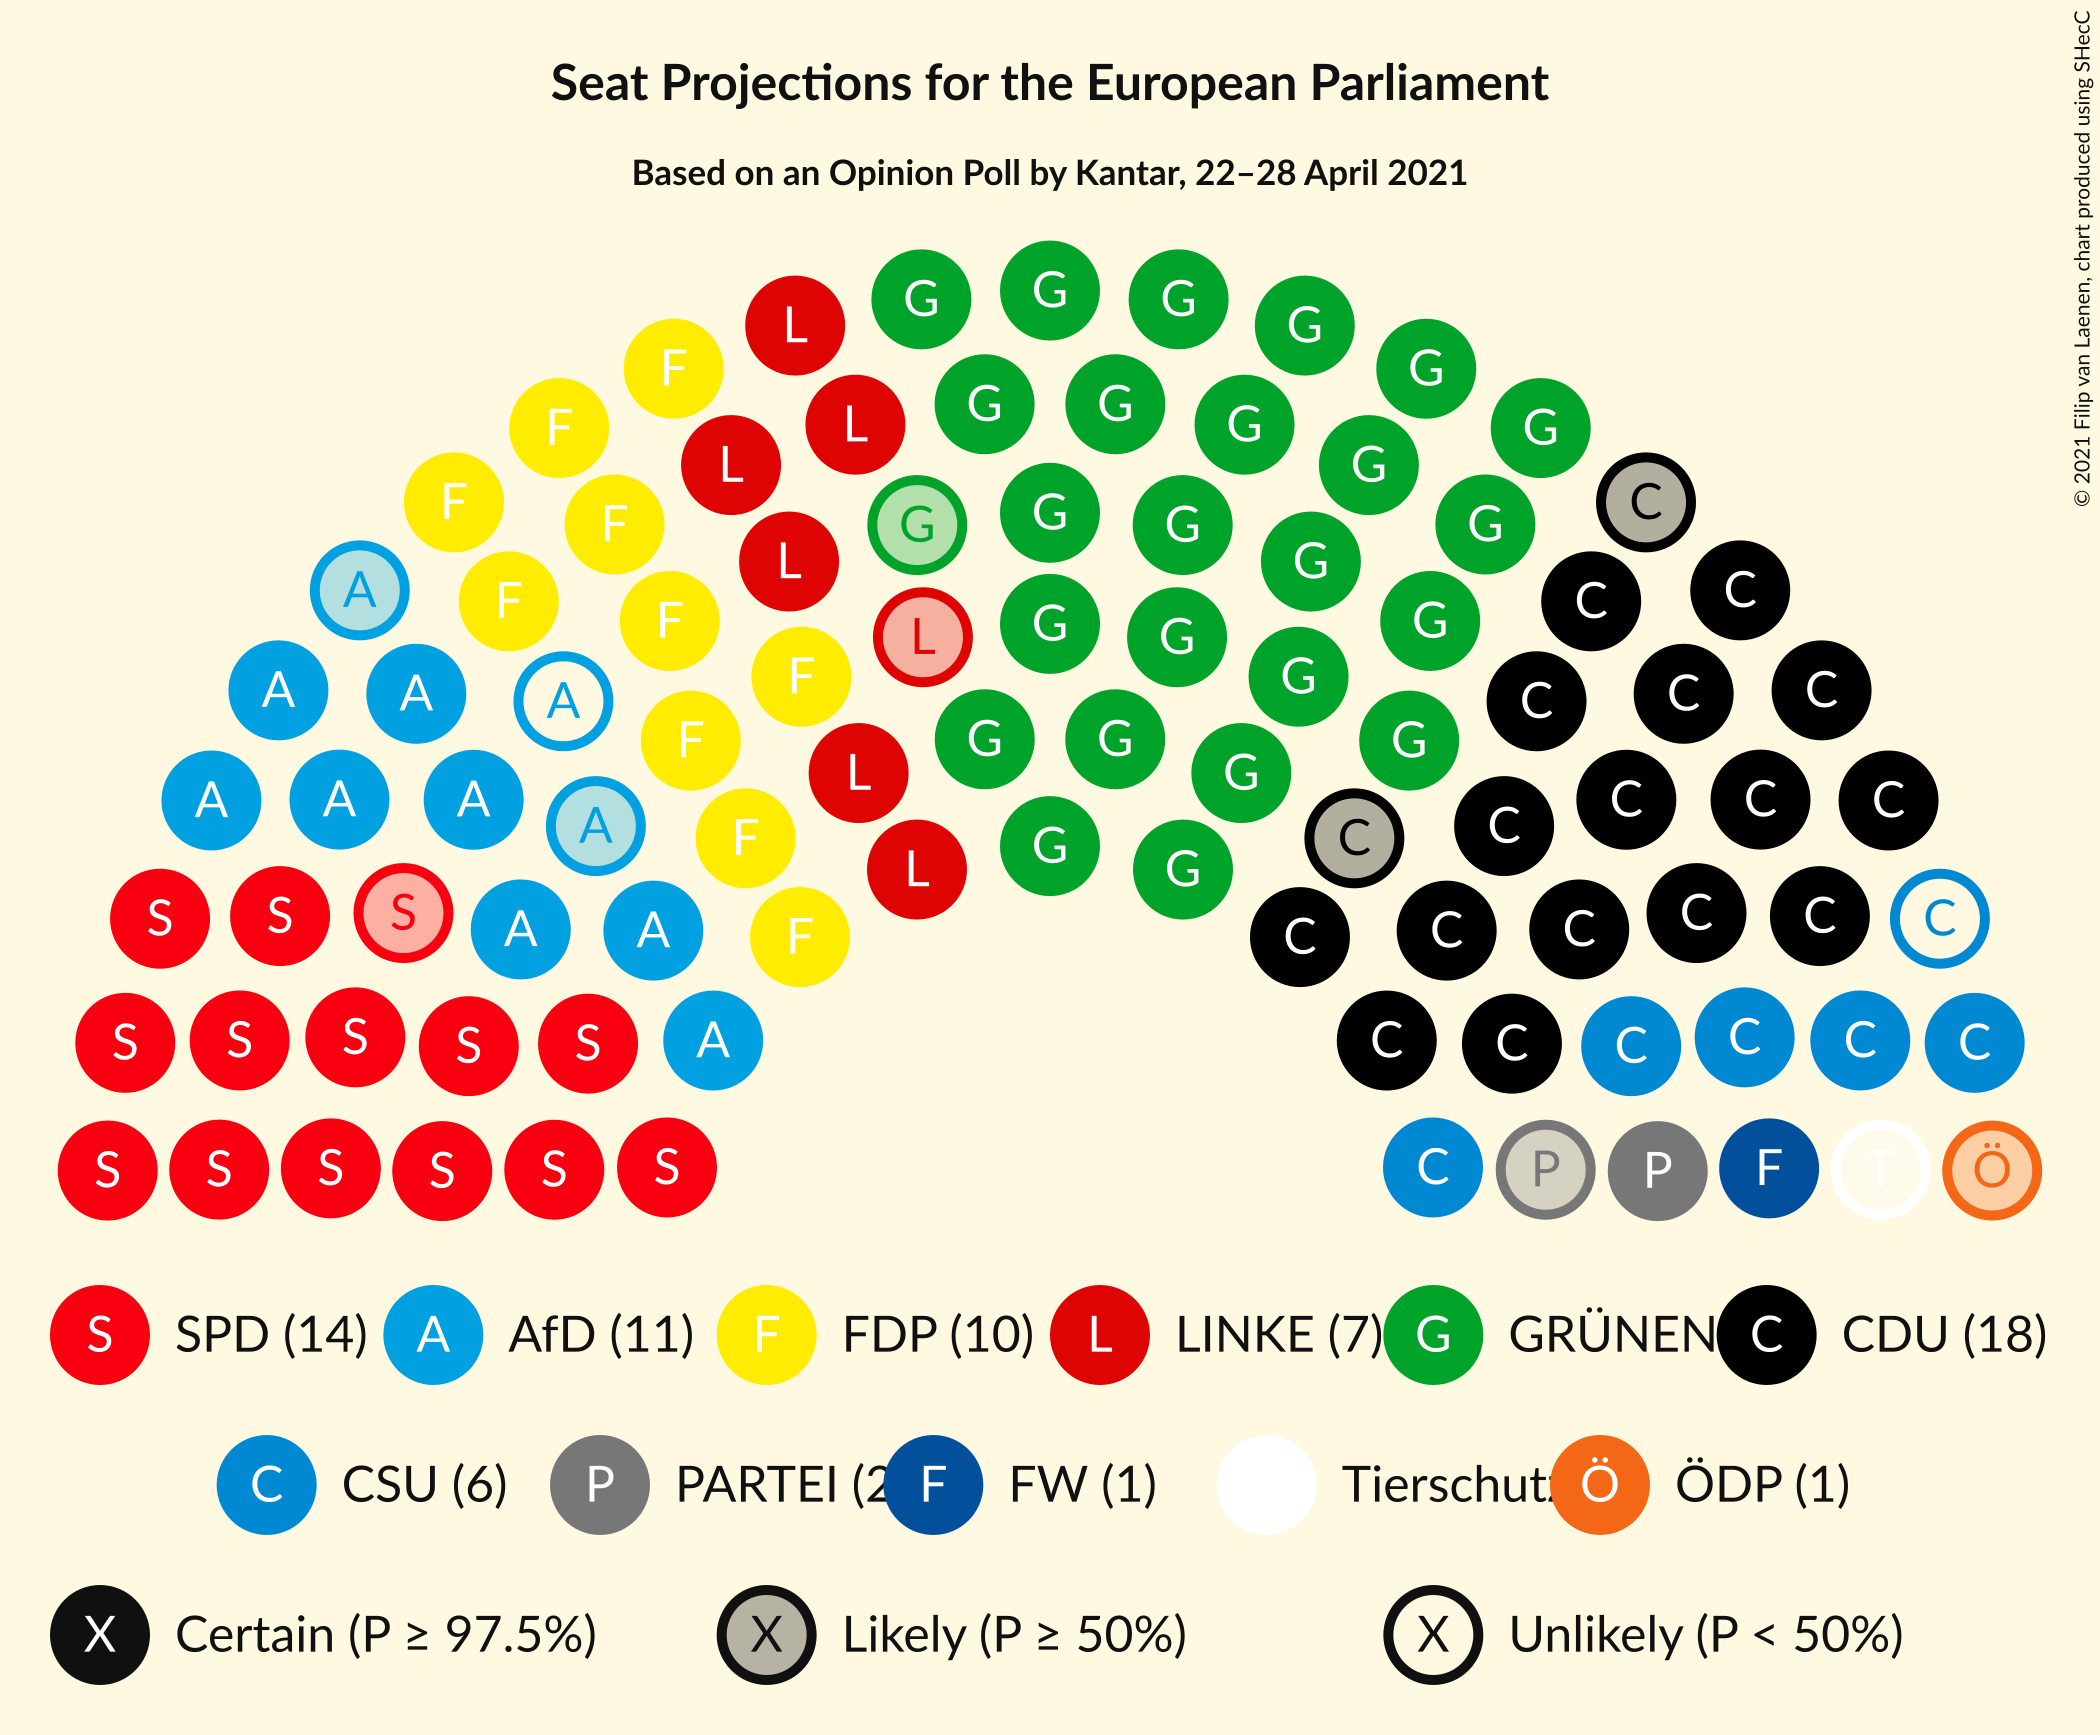 Seat Projections for the European Parliament
Based on an Opinion Poll by Kantar, 22–28 April 2021
© 2021 Filip van Laenen, chart produced using SHecC
G G G
L G
F G
L G G G
F L G G
F G G C
F L G G
A F L G G C C
F F L G G G C
A A A F F G C C C
A A A A F L G G G C C C C
S S S A A F G G C C C C C C
F L G G C
S S S S S A C C C C C C
S S S S S S C P P F T Ö
S SPD (14) A AfD (11) F FDP (10) L LINKE (7) G GRÜNEN C CDU (18)
C CSU (6) P PARTEI (2 F FW (1) Tierschutz Ö ÖDP (1)
X Certain (P ≥ 97.5%) X Likely (P ≥ 50%) X Unlikely (P < 50%)